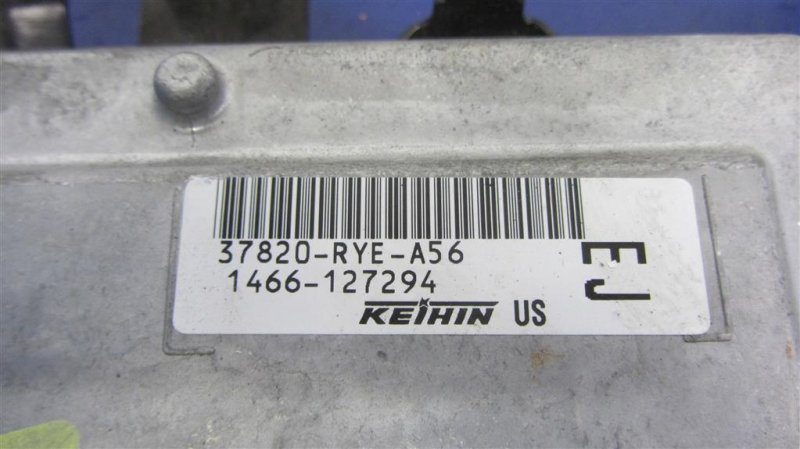 37820-RYE-A56
1466-127294
KEIHIN US
EJ